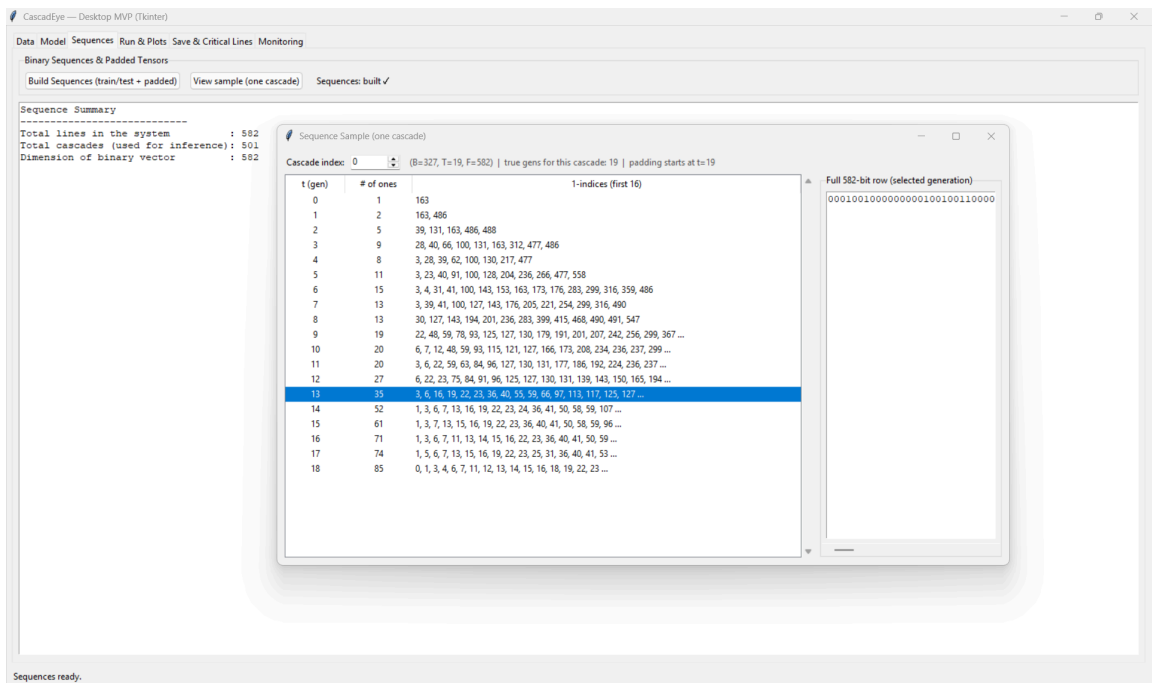 CascadEye — Desktop MVP (Tkinter)
Data Model Sequences Run & Plots Save & Critical Lines Monitoring
Binary Sequences & Padded Tensors
Build Sequences (train/test + padded) View sample (one cascade) Sequences: built ✓
Sequence Summary
----------------------------
Total lines in the system : 582
Total cascades (used for inference): 501
Dimension of binary vector : 582
Sequence Sample (one cascade)
Cascade index: 0 (B=327, T=19, F=582) | true gens for this cascade: 19 | padding starts at t=19
t (gen) # of ones 1-indices (first 16)
0 1 163
1 2 163, 486
2 5 39, 131, 163, 486, 488
3 9 28, 40, 66, 100, 131, 163, 312, 477, 486
4 8 3, 28, 39, 62, 100, 130, 217, 477
5 11 3, 23, 40, 91, 100, 128, 204, 236, 266, 477, 558
6 15 3, 4, 31, 41, 100, 143, 153, 163, 173, 176, 283, 299, 316, 359, 486
7 13 3, 39, 41, 100, 127, 143, 176, 205, 221, 254, 299, 316, 490
8 13 30, 127, 143, 194, 201, 236, 283, 399, 415, 468, 490, 491, 547
9 19 22, 48, 59, 78, 93, 125, 127, 130, 179, 191, 201, 207, 242, 256, 299, 367 ...
10 20 6, 7, 12, 48, 59, 93, 115, 121, 127, 166, 173, 208, 234, 236, 237, 299 ...
11 20 3, 6, 22, 59, 63, 84, 96, 127, 130, 131, 177, 186, 192, 224, 236, 237 ...
12 27 6, 22, 23, 75, 84, 91, 96, 125, 127, 130, 131, 139, 143, 150, 165, 194 ...
13 35 3, 6, 16, 19, 22, 23, 36, 40, 55, 59, 66, 97, 113, 117, 125, 127 ...
14 52 1, 3, 6, 7, 13, 16, 19, 22, 23, 24, 36, 41, 50, 58, 59, 107 ...
15 61 1, 3, 7, 13, 15, 16, 19, 22, 23, 36, 40, 41, 50, 58, 59, 96 ...
16 71 1, 3, 6, 7, 11, 13, 14, 15, 16, 22, 23, 36, 40, 41, 50, 59 ...
17 74 1, 5, 6, 7, 13, 15, 16, 19, 22, 23, 25, 31, 36, 40, 41, 53 ...
18 85 0, 1, 3, 4, 6, 7, 11, 12, 13, 14, 15, 16, 18, 19, 22, 23 ...
Full 582-bit row (selected generation)
0001001000000000100100110000
Sequences ready.